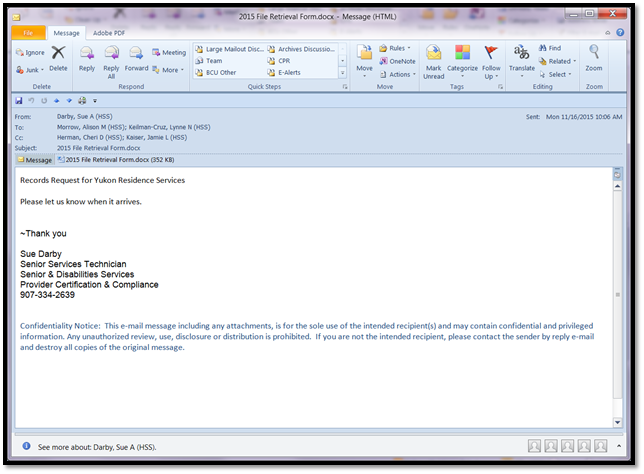 2015 File Retrieval Form.docx - Message (HTML)
File Message Adobe PDF
Ignore Delete Reply Reply All Forward Meeting Large Mailout Disc... Archives Discussio... Move Rules OneNote Mark Unread Categorize Follow Up Translate Find Zoom
Junk More Team CPR Actions Related
BCU Other E-Alerts Select
Delete Respond Quick Steps Move Tags Editing Zoom
From: Darby, Sue A (HSS) Sent: Mon 11/16/2015 10:06 AM
To: Morrow, Alison M (HSS); Keilman-Cruz, Lynne N (HSS)
Cc: Herman, Cheri D (HSS); Kaiser, Jamie L (HSS)
Subject: 2015 File Retrieval Form.docx
Message 2015 File Retrieval Form.docx (352 KB)
Records Request for Yukon Residence Services
Please let us know when it arrives.
~Thank you
Sue Darby
Senior Services Technician
Senior & Disabilities Services
Provider Certification & Compliance
907-334-2639
Confidentiality Notice: This e-mail message including any attachments, is for the sole use of the intended recipient(s) and may contain confidential and privileged
information. Any unauthorized review, use, disclosure or distribution is prohibited. If you are not the intended recipient, please contact the sender by reply e-mail
and destroy all copies of the original message.
See more about: Darby, Sue A (HSS).